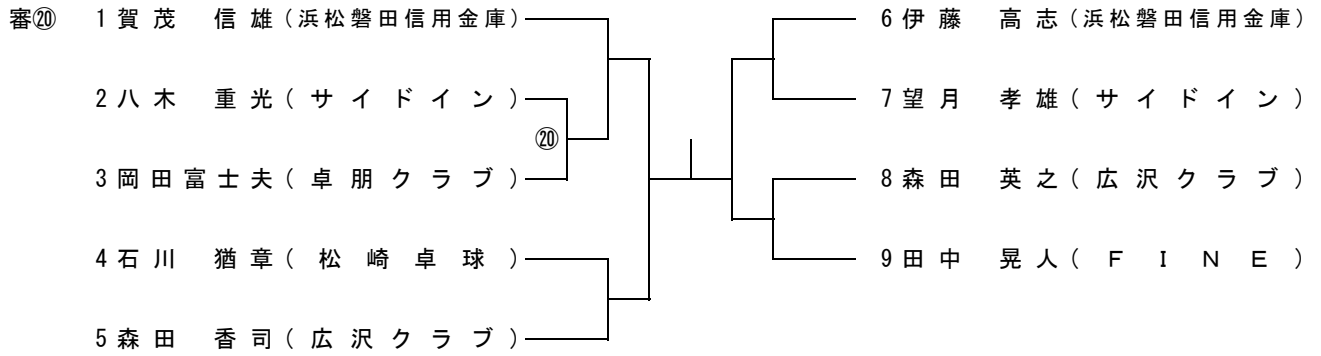 審⑳ 1 賀茂 信雄 (浜松磐田信用金庫)
2 八木 重光 (サイドイン)
⑳
3 岡田富士夫 (卓朋クラブ)
4 石川 猶章 (松崎卓球)
5 森田 香司 (広沢クラブ)
6 伊藤 高志 (浜松磐田信用金庫)
7 望月 孝雄 (サイドイン)
8 森田 英之 (広沢クラブ)
9 田中 晃人 (FINE)